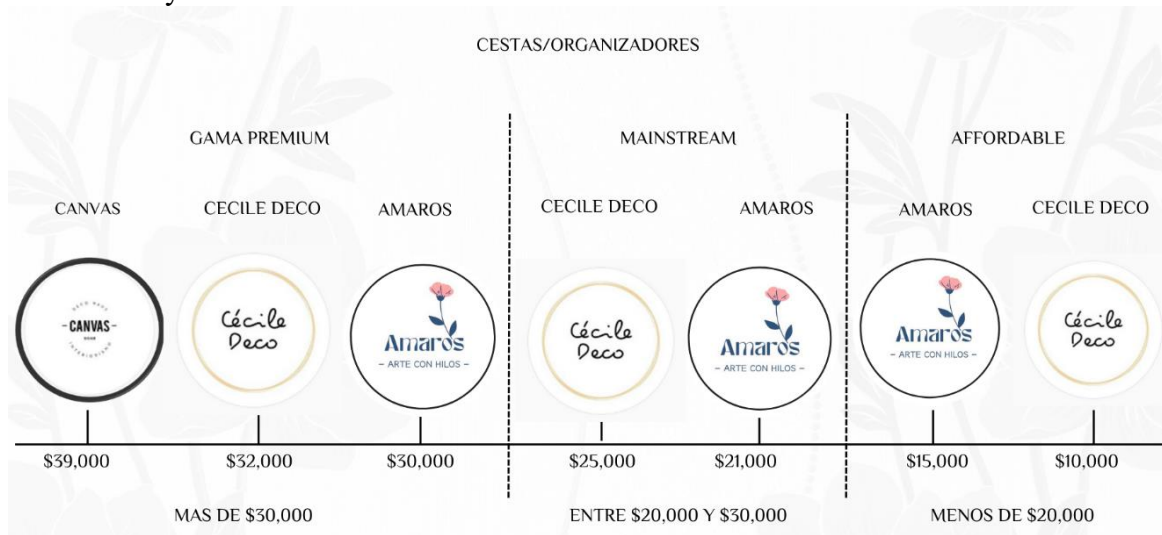 y
CESTAS/ORGANIZADORES
GAMA PREMIUM
MAINSTREAM
AFFORDABLE
CANVAS
CECILE DECO
AMAROS
CECILE DECO
AMAROS
AMAROS
CECILE DECO
-CANVAS-
INTERIORISMO
Cécile
Deco
Amaros
- ARTE CON HILOS -
Cécile
Deco
Amaros
- ARTE CON HILOS -
Amaros
- ARTE CON HILOS -
Cécile
Deco
$39,000
$32,000
$30,000
$25,000
$21,000
$15,000
$10,000
MAS DE $30,000
ENTRE $20,000 Y $30,000
MENOS DE $20,000